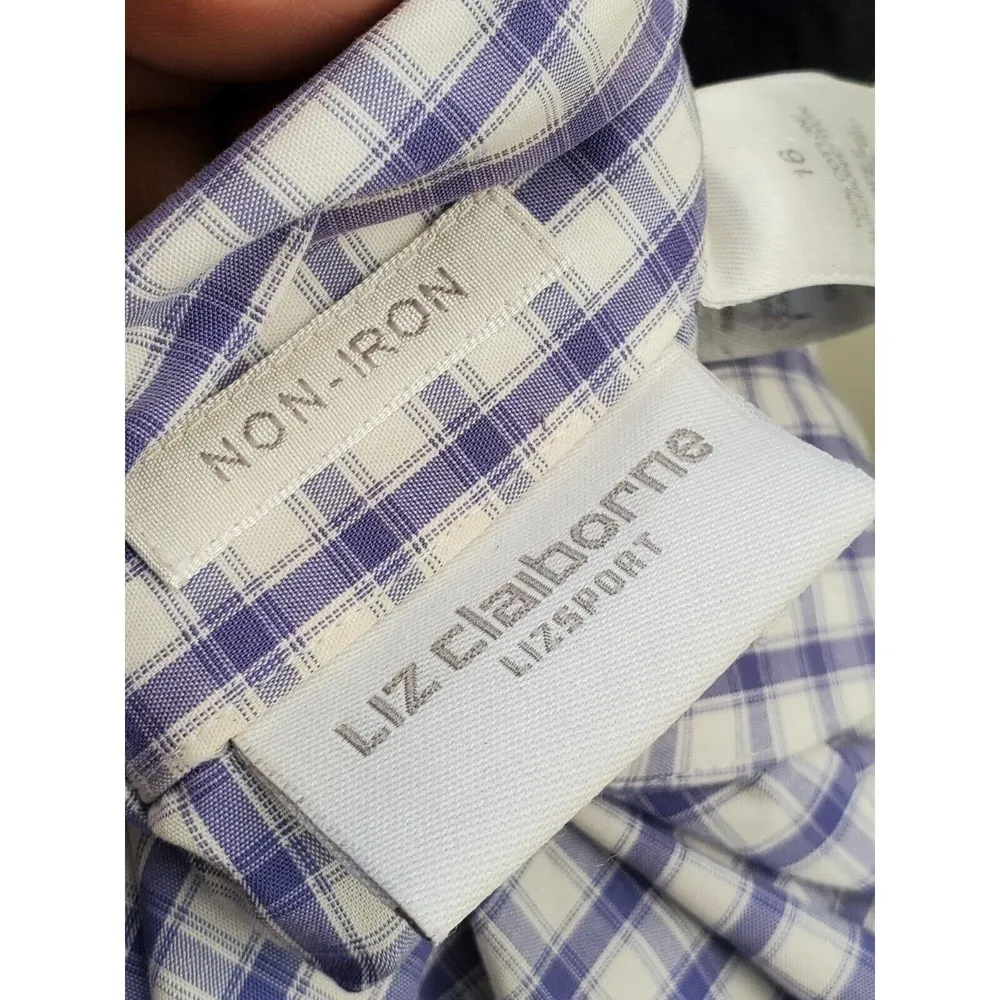 NON-IRON
LIZ claiborne
LIZSPORT
16